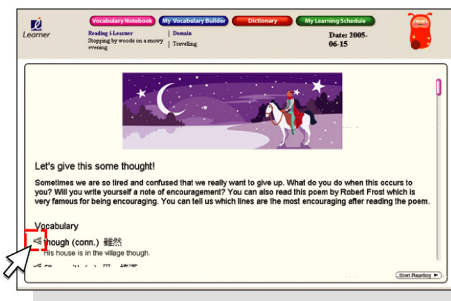 Learner
Vocabulary Notebook
My Vocabulary Builder
Dictionary
My Learning Schedule
Reading i-Learner
Stopping by woods on a snowy
evening
Domain
Traveling
Date: 2005-
06-15
Let's give this some thought!
Sometimes we are so tired and confused that we really want to give up. What do you do when this occurs to
you? Will you write yourself a note of encouragement? You can also read this poem by Robert Frost which is
very famous for being encouraging. You can tell us which lines are the most encouraging after reading the poem.
Vocabulary
though (conn.) 雖然
His house is in the village though.
Start Reading